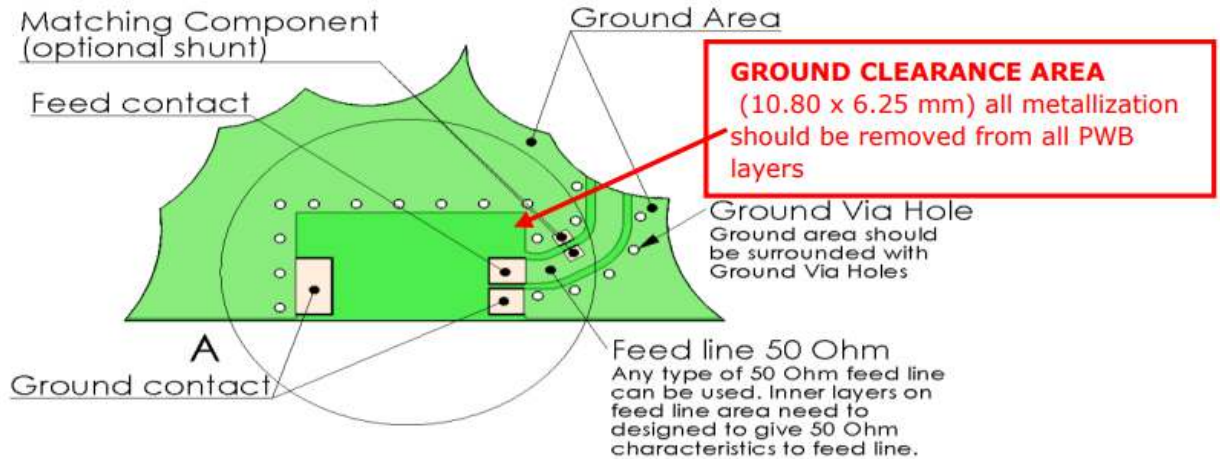 Matching Component
(optional shunt)
Feed contact
Ground Area
GROUND CLEARANCE AREA
(10.80 x 6.25 mm) all metallization
should be removed from all PWB
layers
Ground Via Hole
Ground area should
be surrounded with
Ground Via Holes
A
Ground contact
Feed line 50 Ohm
Any type of 50 Ohm feed line
can be used. Inner layers on
feed line area need to
designed to give 50 Ohm
characteristics to feed line.